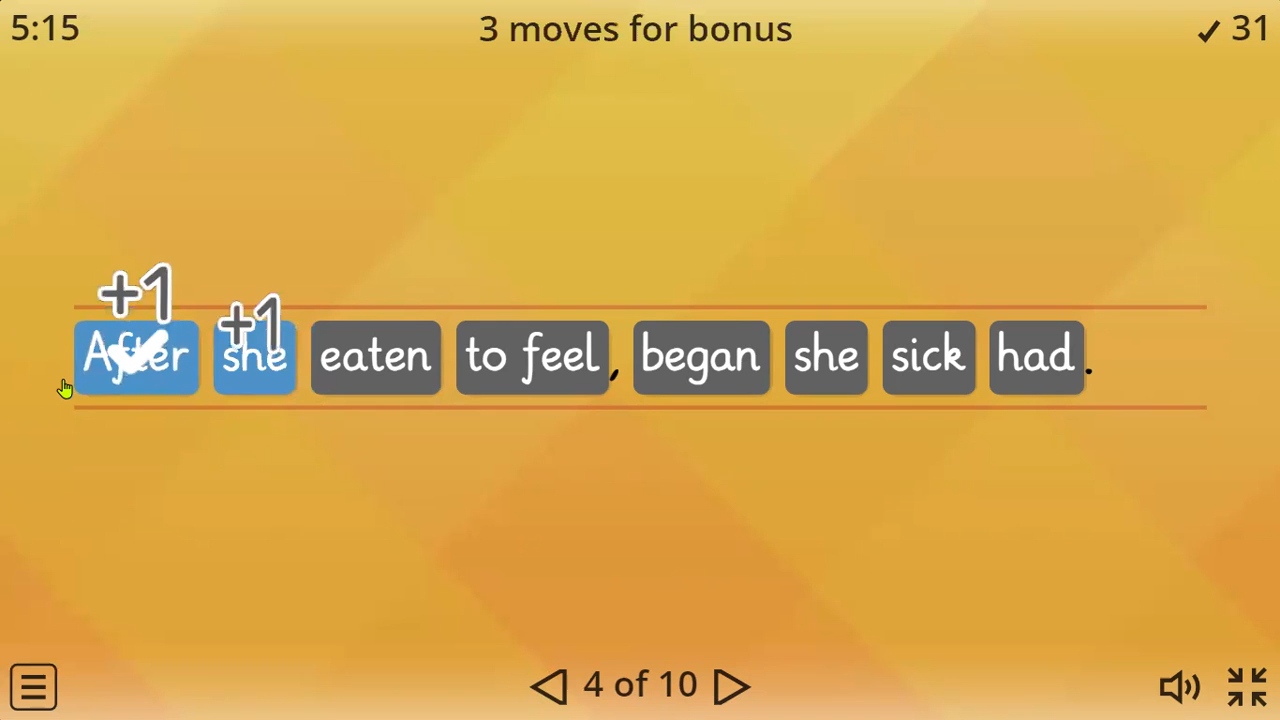 5:15 3 moves for bonus ✓ 31
+1 +1
After she eaten to feel, began she sick had.
4 of 10